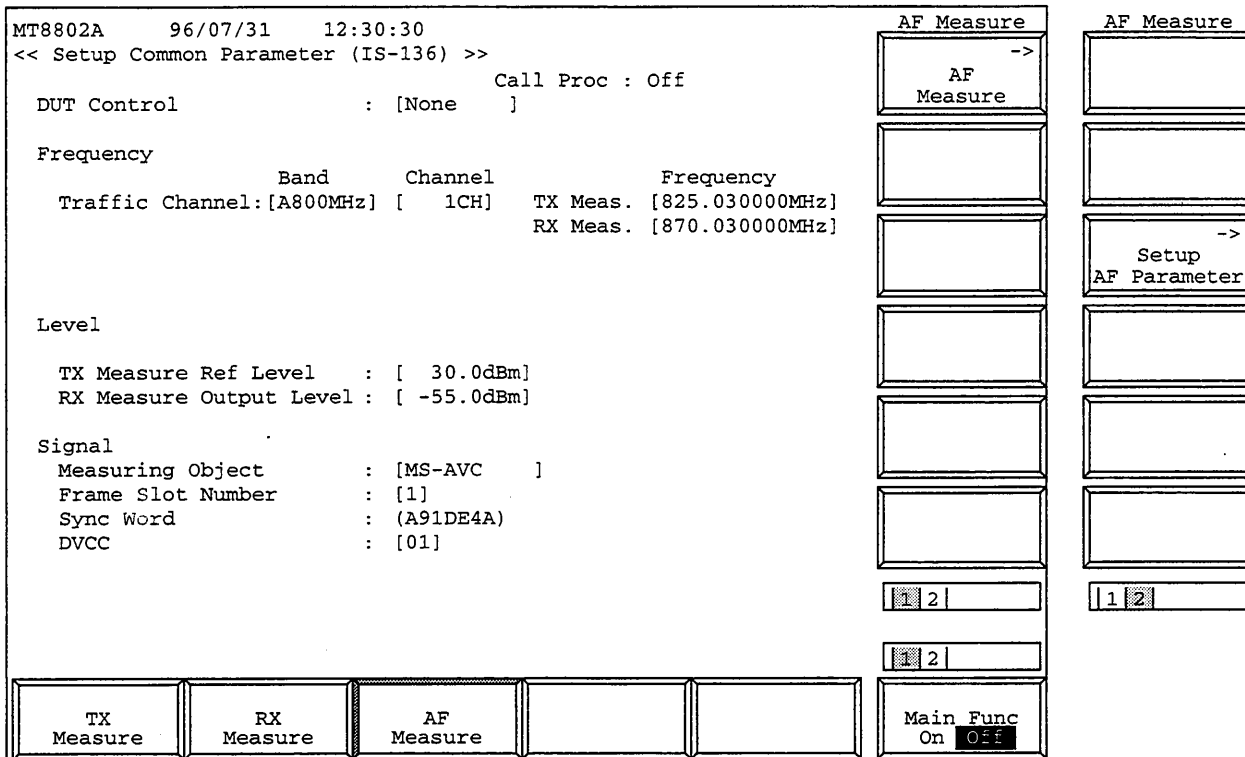 MT8802A 96/07/31 12:30:30
<< Setup Common Parameter (IS-136) >>
Call Proc : Off
DUT Control : [None ]
Frequency
Band Channel Frequency
Traffic Channel:[A800MHz] [ 1CH] TX Meas. [825.030000MHz]
RX Meas. [870.030000MHz]
Level
TX Measure Ref Level : [ 30.0dBm]
RX Measure Output Level : [ -55.0dBm]
Signal
Measuring Object : [MS-AVC ]
Frame Slot Number : [1]
Sync Word : (A91DE4A)
DVCC : [01]
TX
Measure
RX
Measure
AF
Measure
AF Measure
->
AF
Measure
1 2
1 2
Main Func
On Off
AF Measure
->
Setup
AF Parameter
1 2